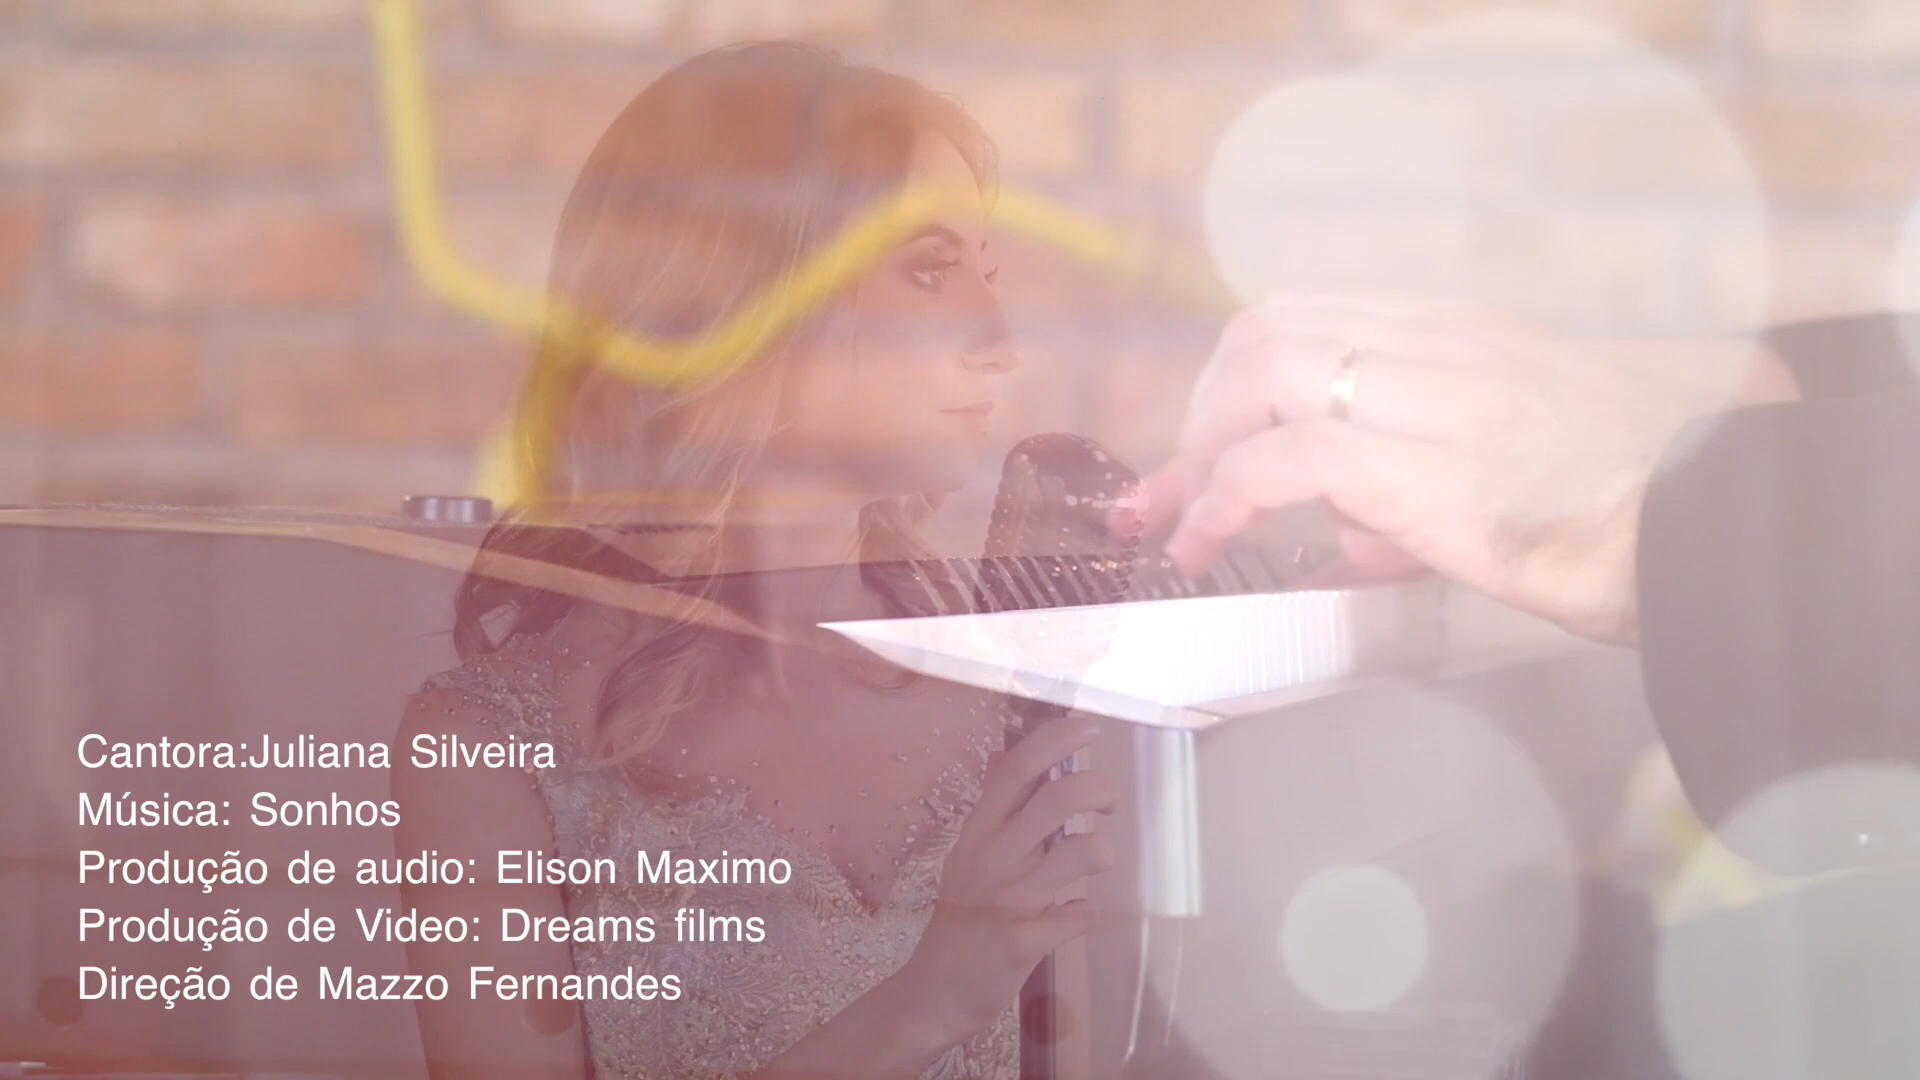 Cantora:Juliana Silveira
Música: Sonhos
Produção de audio: Elison Maximo
Produção de Video: Dreams films
Direção de Mazzo Fernandes